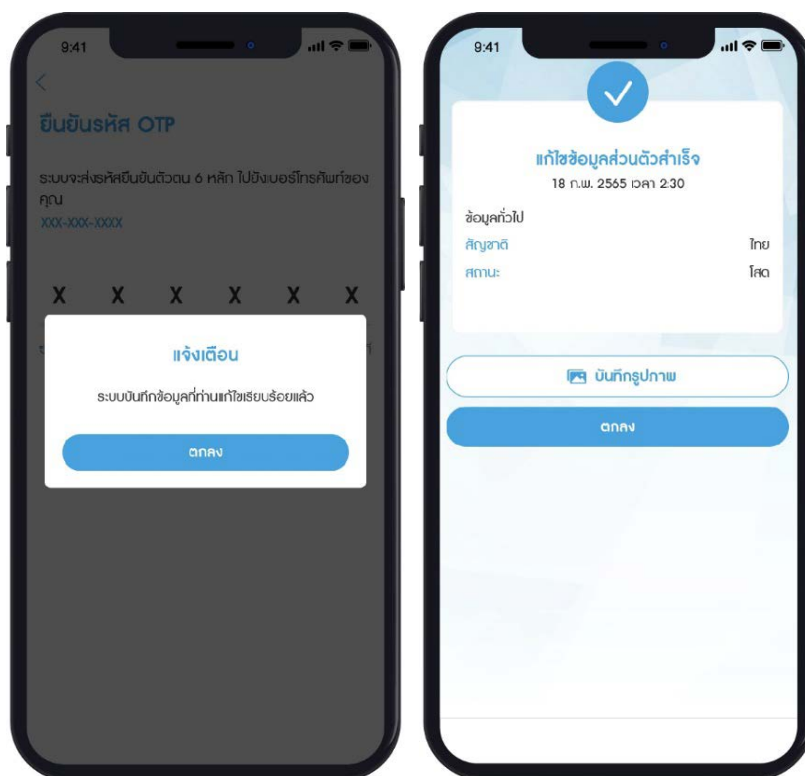 9:41
ยืนยันรหัส OTP
ระบบจะส่งรหัสยืนยันตัวตน 6 หลัก ไปยังเบอร์โทรศัพท์ของ
คุณ
XXX-XXX-XXXX
X X X X X X
แจ้งเตือน
ระบบบันทึกข้อมูลที่ท่านแก้ไขเรียบร้อยแล้ว
ตกลง
9:41
แก้ไขข้อมูลส่วนตัวสำเร็จ
18 ก.พ. 2565 เวลา 2:30
ข้อมูลทั่วไป
สัญชาติ ไทย
สถานะ โสด
บันทึกรูปภาพ
ตกลง